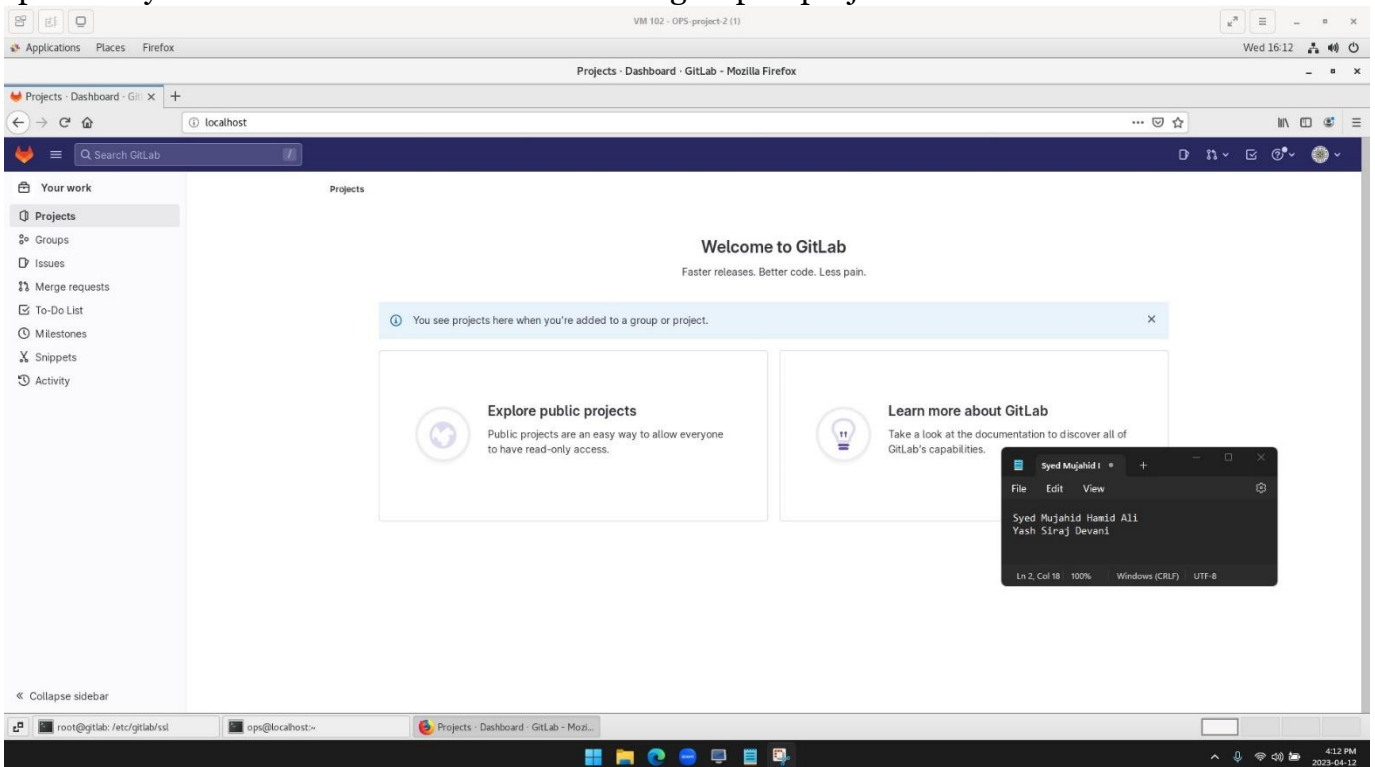 VM 102 - OPS-project-2 (1)
Applications Places Firefox
Wed 16:12
Projects · Dashboard · GitLab - Mozilla Firefox
Projects · Dashboard · Git
localhost
Search GitLab
/
Your work
Projects
Groups
Issues
Merge requests
To-Do List
Milestones
Snippets
Activity
Projects
Welcome to GitLab
Faster releases. Better code. Less pain.
You see projects here when you're added to a group or project.
Explore public projects
Public projects are an easy way to allow everyone
to have read-only access.
Learn more about GitLab
Take a look at the documentation to discover all of
GitLab's capabilities.
Syed Mujahid
File Edit View
Syed Mujahid Hamid Ali
Yash Siraj Devani
Ln 2, Col 18 100% Windows (CRLF) UTF-8
Collapse sidebar
root@gitlab: /etc/gitlab/ssl
ops@localhost:~
Projects · Dashboard · GitLab - Mozi...
4:12 PM
2023-04-12